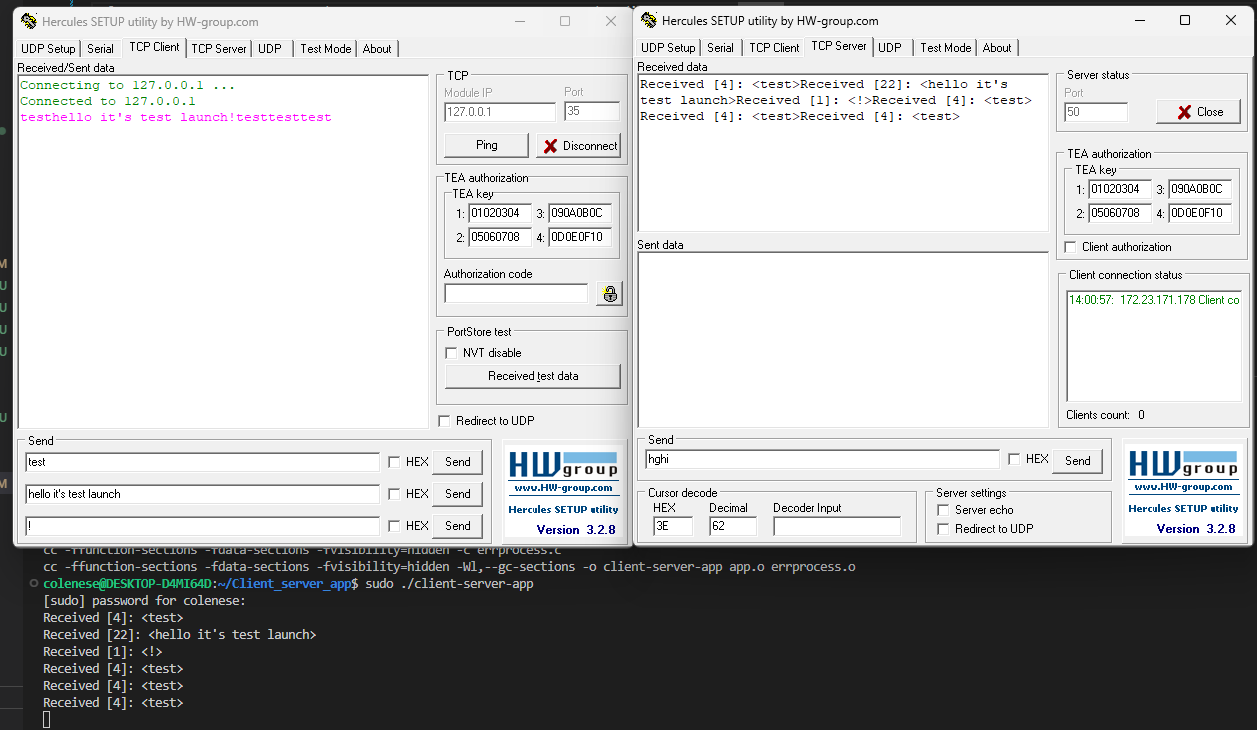 Hercules SETUP utility by HW-group.com
UDP Setup Serial TCP Client TCP Server UDP Test Mode About
Received/Sent data
Connecting to 127.0.0.1 ...
Connected to 127.0.0.1
testhello it's test launch!testtesttest
TCP
Module IP Port
127.0.0.1 35
Ping Disconnect
TEA authorization
TEA key
1: 01020304 3: 090A0B0C
2: 05060708 4: 0D0E0F10
Authorization code
PortStore test
NVT disable
Received test data
Redirect to UDP
Send
test HEX Send
hello it's test launch HEX Send
! HEX Send
HW group
www.HW-group.com
Hercules SETUP utility
Version 3.2.8
Hercules SETUP utility by HW-group.com
UDP Setup Serial TCP Client TCP Server UDP Test Mode About
Received data
Received [4]: <test>Received [22]: <hello it's
test launch>Received [1]: <!>Received [4]: <test>
Received [4]: <test>Received [4]: <test>
Sent data
Server status
Port
50 Close
TEA authorization
TEA key
1: 01020304 3: 090A0B0C
2: 05060708 4: 0D0E0F10
Client authorization
Client connection status
14:00:57: 172.23.171.178 Client co
Clients count: 0
Send
hghi HEX Send
Cursor decode
HEX Decimal Decoder Input
3E 62
Server settings
Server echo
Redirect to UDP
HW group
www.HW-group.com
Hercules SETUP utility
Version 3.2.8
M
U
U
U
U
U
M
cc -ffunction-sections -fdata-sections -fvisibility=hidden -c errprocess.c
cc -ffunction-sections -fdata-sections -fvisibility=hidden -Wl,--gc-sections -o client-server-app app.o errprocess.o
colenese@DESKTOP-D4MI64D:~/Client_server_app$ sudo ./client-server-app
[sudo] password for colenese:
Received [4]: <test>
Received [22]: <hello it's test launch>
Received [1]: <!>
Received [4]: <test>
Received [4]: <test>
Received [4]: <test>